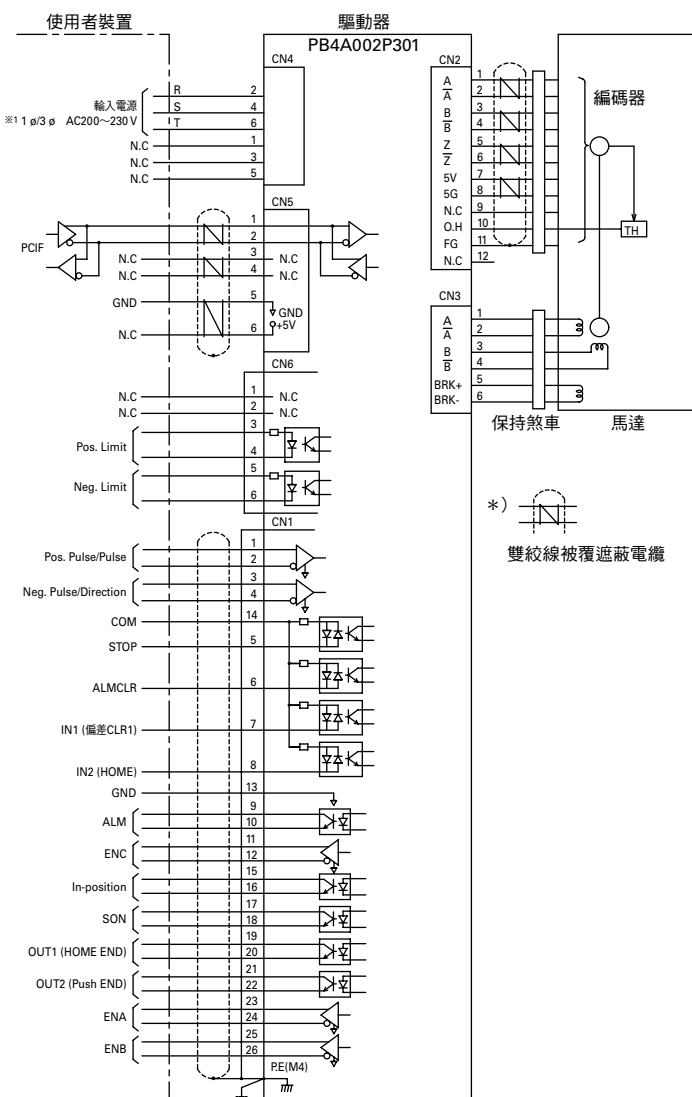 使用者裝置
驅動器
PB4A002P301
CN4
輸入電源
※1 1 ø/3 ø AC200～230 V
R 2
S 4
T 6
N.C 1
N.C 3
N.C 5
CN5
PCIF
1
2
N.C 3 N.C
N.C 4 N.C
GND 5 GND
N.C 6 +5V
CN6
N.C 1 N.C
N.C 2 N.C
Pos. Limit
3
4
Neg. Limit
5
6
CN1
Pos. Pulse/Pulse
1
2
Neg. Pulse/Direction
3
4
COM 14
STOP 5
ALMCLR 6
IN1 (偏差CLR1) 7
IN2 (HOME) 8
GND 13
ALM
9
10
ENC
11
12
In-position
15
16
SON
17
18
OUT1 (HOME END)
19
20
OUT2 (Push END)
21
22
ENA
23
24
ENB
25
26
P.E(M4)
CN2
A 1
A̅ 2
B 3
B̅ 4
Z 5
Z̅ 6
5V 7
5G 8
N.C 9
O.H 10
FG 11
N.C 12
編碼器
TH
CN3
A 1
A̅ 2
B 3
B̅ 4
BRK+ 5
BRK- 6
保持煞車
馬達
*)
雙絞線被覆遮蔽電纜